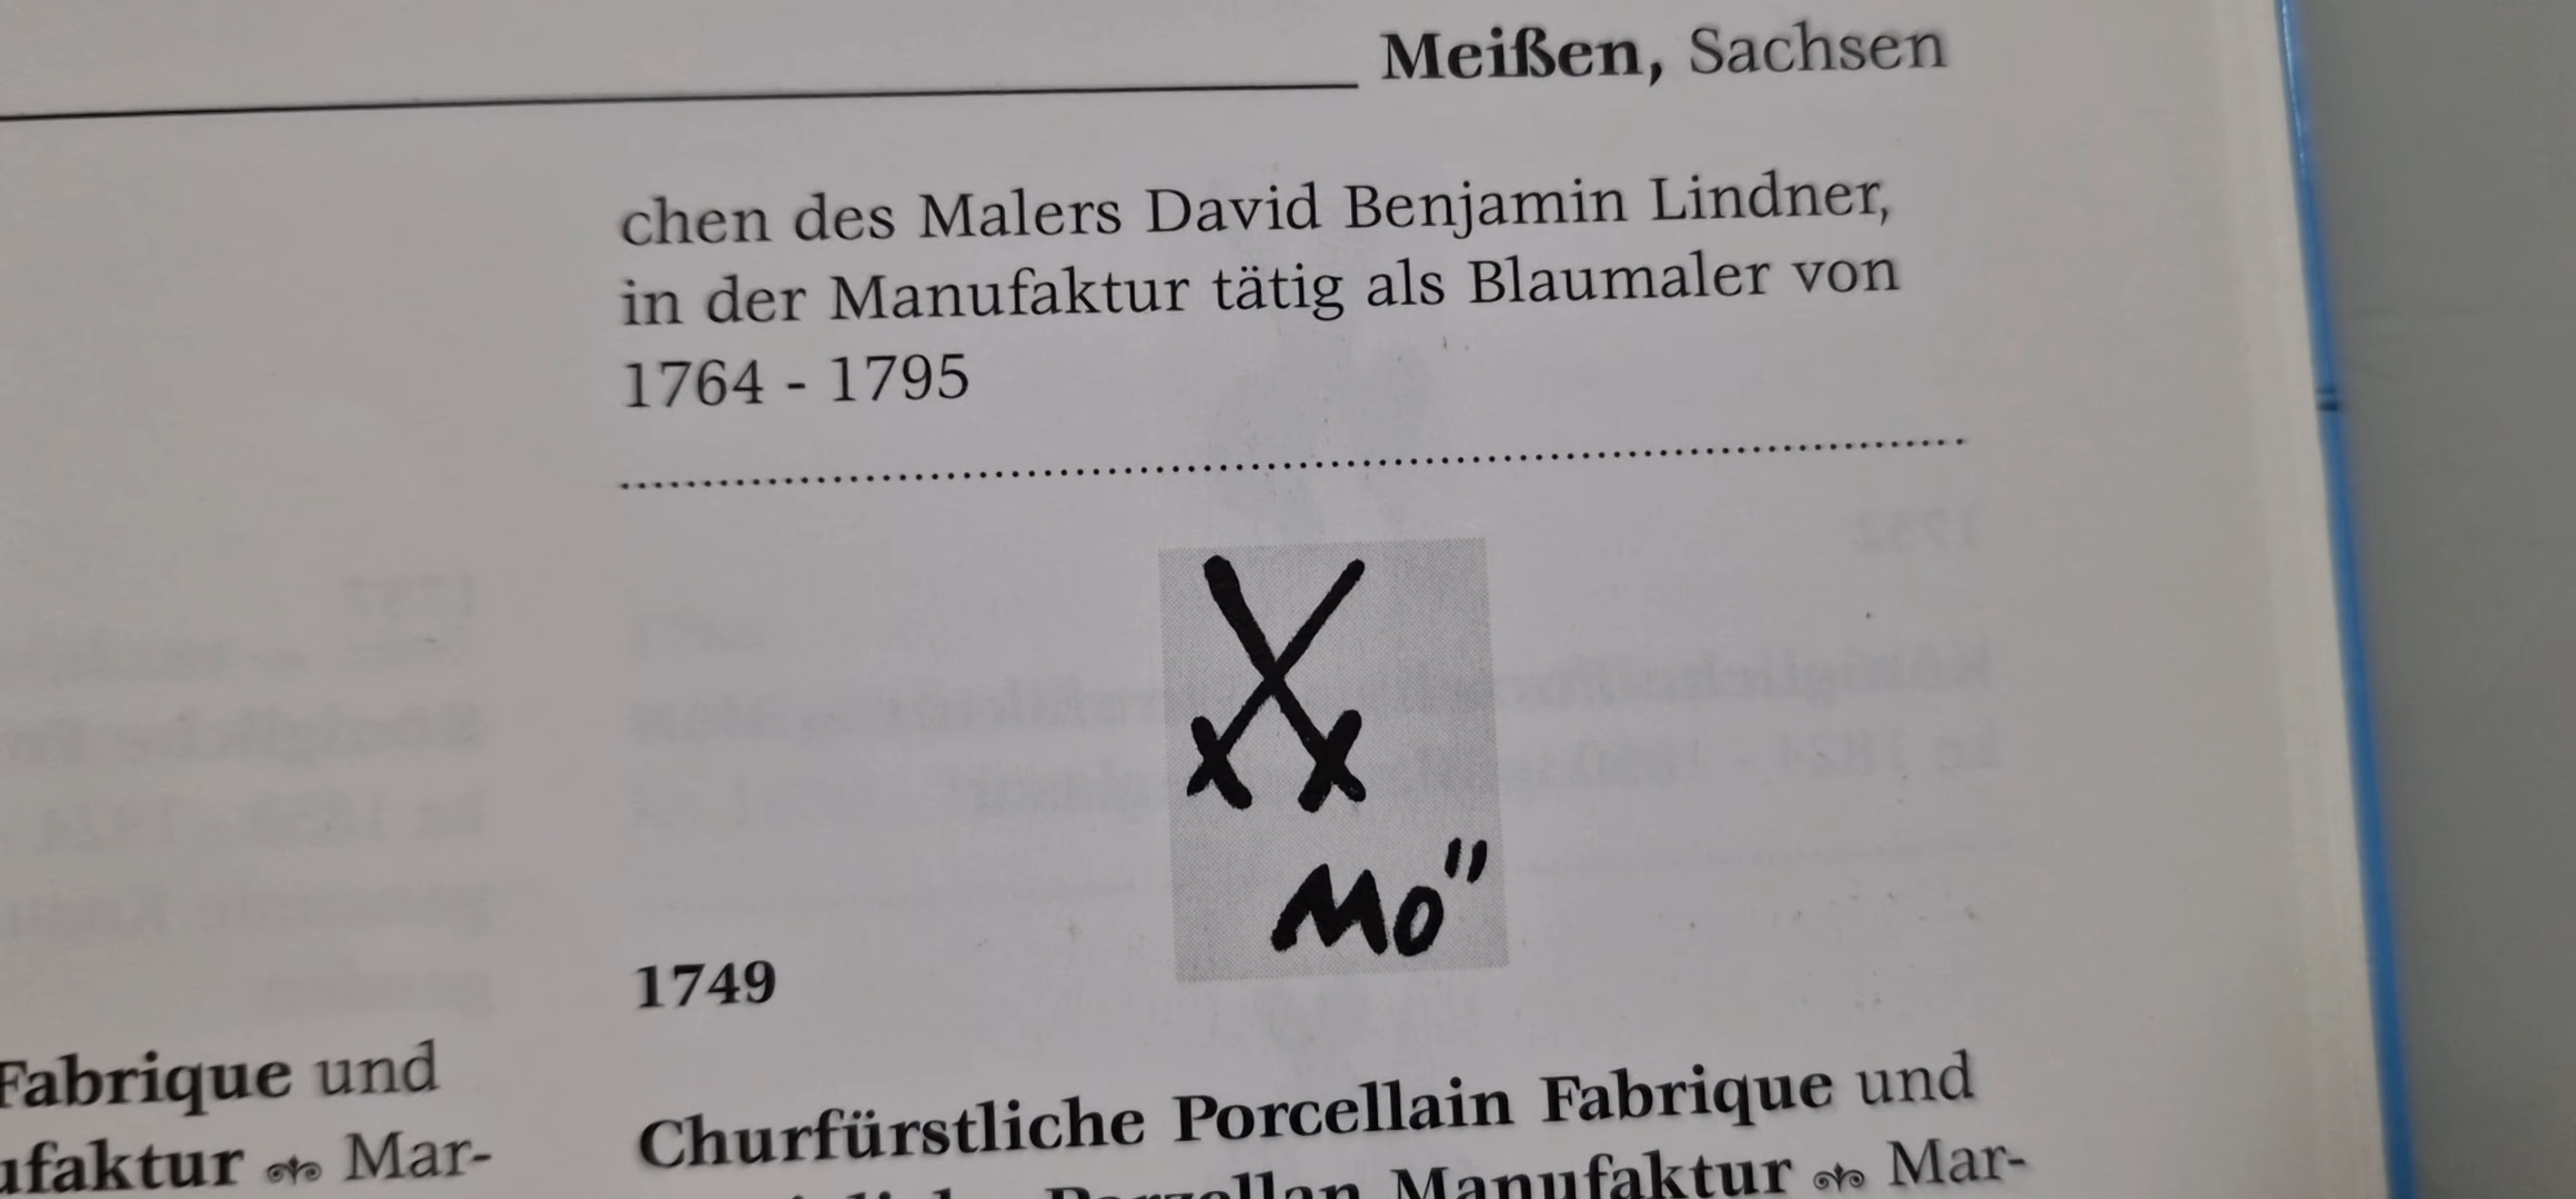 Meißen, Sachsen
chen des Malers David Benjamin Lindner,
in der Manufaktur tätig als Blaumaler von
1764 - 1795
Mo"
1749
Fabrique und
ufaktur Mar-
Churfürstliche Porcellain Fabrique und
Porzellan Manufaktur Mar-